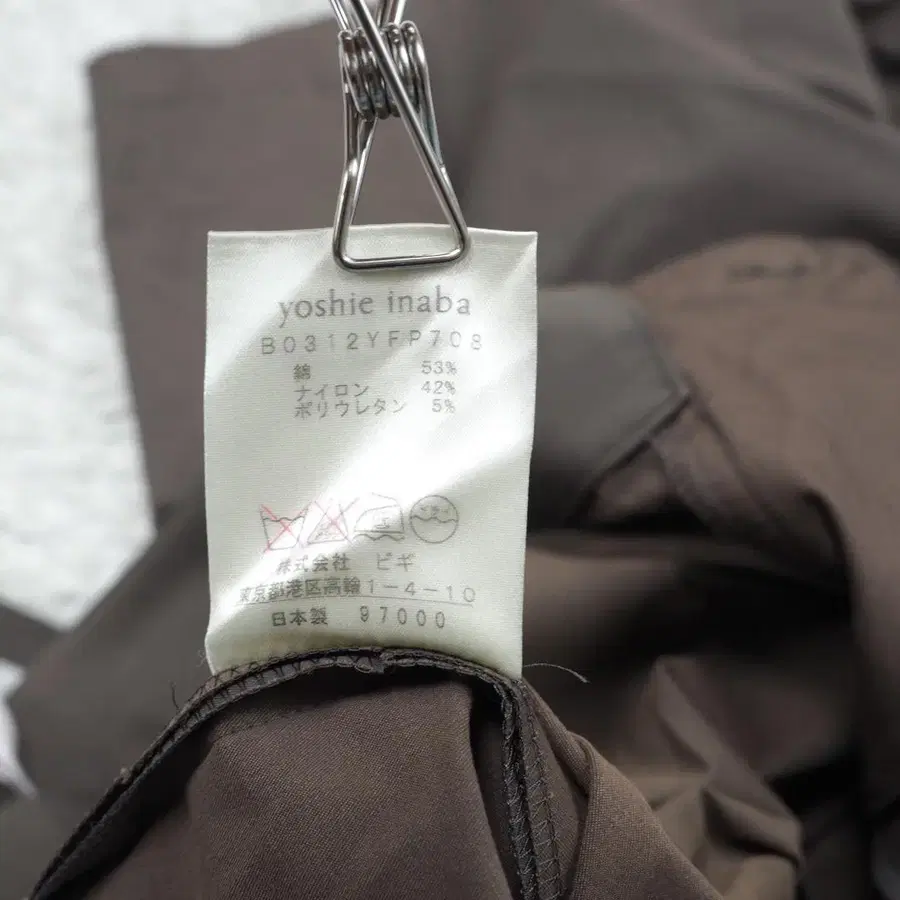 yoshie inaba
B0312YFP708
綿 53%
ナイロン 42%
ポリウレタン 5%
株式会社 ビギ
東京都港区高輪1-4-10
日本製 97000